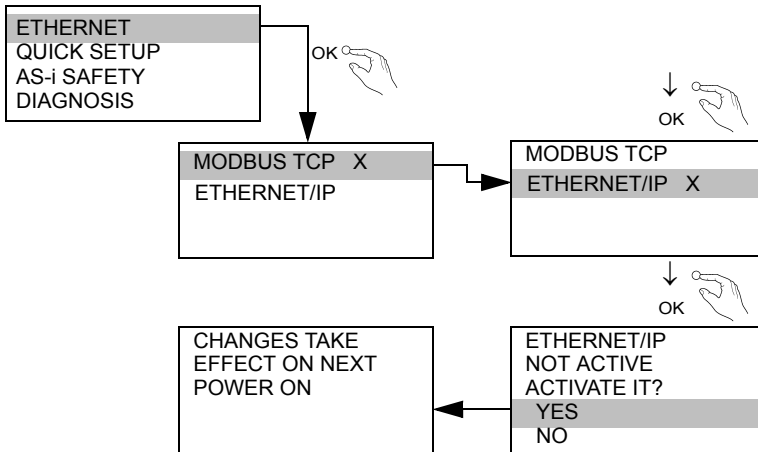 ETHERNET
QUICK SETUP
AS-i SAFETY
DIAGNOSIS
OK
MODBUS TCP X
ETHERNET/IP
↓
OK
MODBUS TCP
ETHERNET/IP X
↓
OK
ETHERNET/IP
NOT ACTIVE
ACTIVATE IT?
YES
NO
CHANGES TAKE
EFFECT ON NEXT
POWER ON